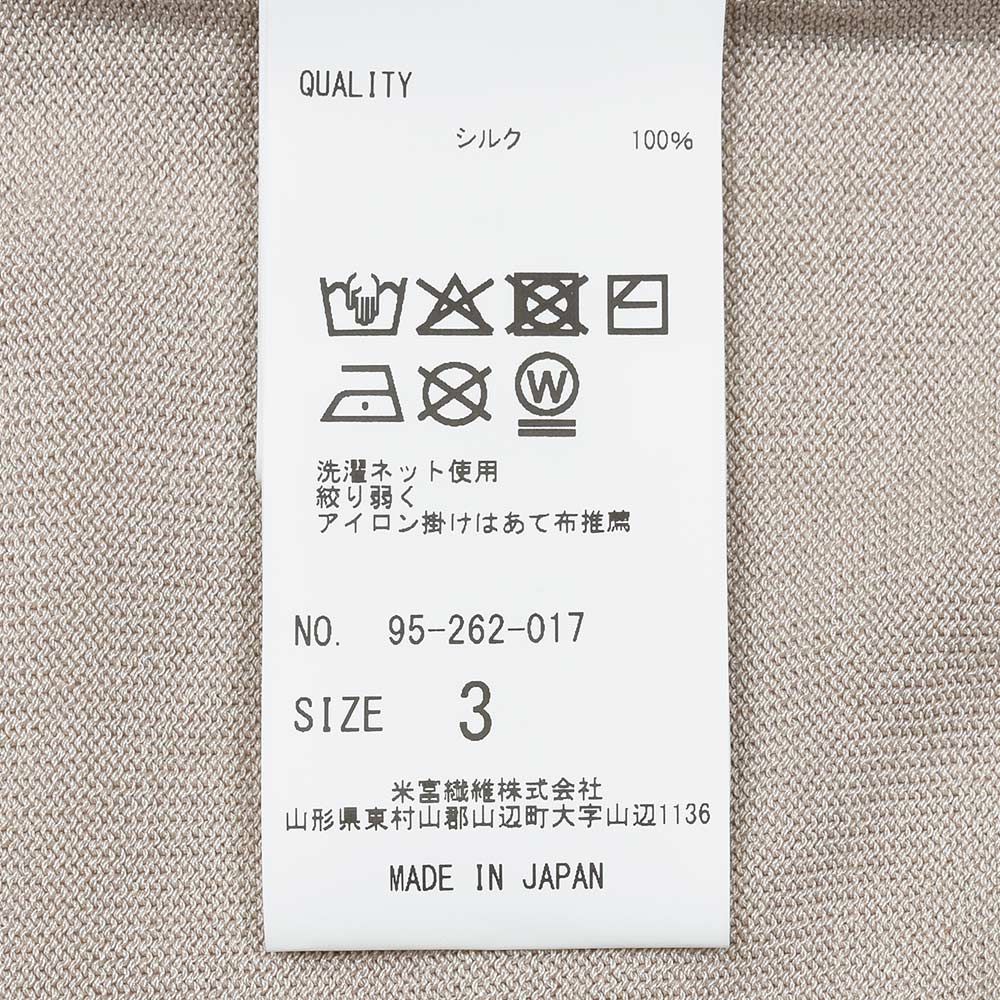 QUALITY
シルク 100%
W
洗濯ネット使用
絞り弱く
アイロン掛けはあて布推薦
NO. 95-262-017
SIZE 3
米富繊維株式会社
山形県東村山郡山辺町大字山辺1136
MADE IN JAPAN